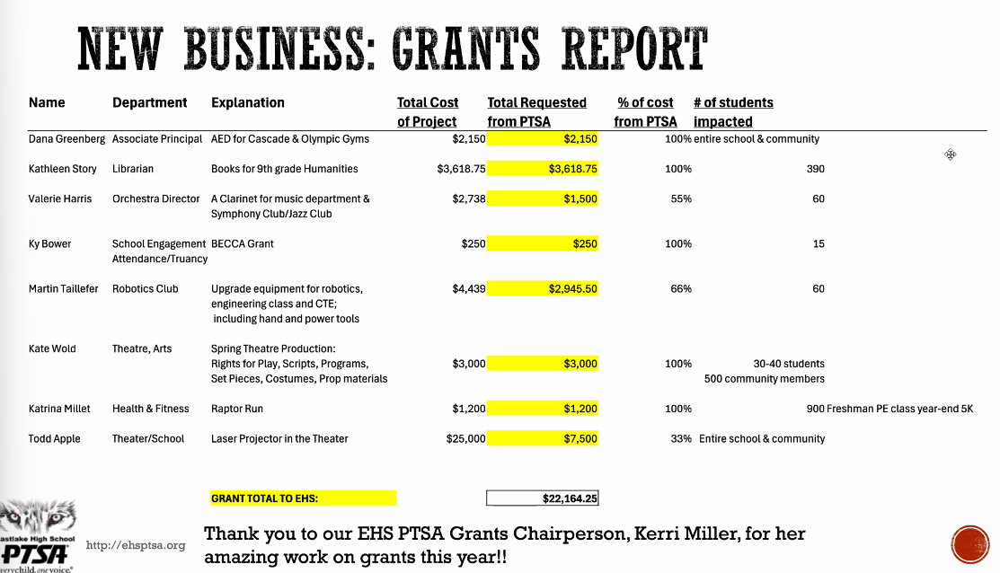 NEW BUSINESS: GRANTS REPORT
Name Department Explanation Total Cost of Project Total Requested from PTSA % of cost from PTSA # of students impacted
Dana Greenberg Associate Principal AED for Cascade & Olympic Gyms $2,150 $2,150 100% entire school & community
Kathleen Story Librarian Books for 9th grade Humanities $3,618.75 $3,618.75 100% 390
Valerie Harris Orchestra Director A Clarinet for music department & $2,738 $1,500 55% 60
Symphony Club/Jazz Club
Ky Bower School Engagement BECCA Grant $250 $250 100% 15
Attendance/Truancy
Martin Taillefer Robotics Club Upgrade equipment for robotics, $4,439 $2,945.50 66% 60
engineering class and CTE;
including hand and power tools
Kate Wold Theatre, Arts Spring Theatre Production:
Rights for Play, Scripts, Programs, $3,000 $3,000 100% 30-40 students
Set Pieces, Costumes, Prop materials 500 community members
Katrina Millet Health & Fitness Raptor Run $1,200 $1,200 100% 900 Freshman PE class year-end 5K
Todd Apple Theater/School Laser Projector in the Theater $25,000 $7,500 33% Entire school & community
GRANT TOTAL TO EHS: $22,164.25
astlake High School
PTSA
everychild.onevoice.
http://ehsptsa.org
Thank you to our EHS PTSA Grants Chairperson, Kerri Miller, for her
amazing work on grants this year!!